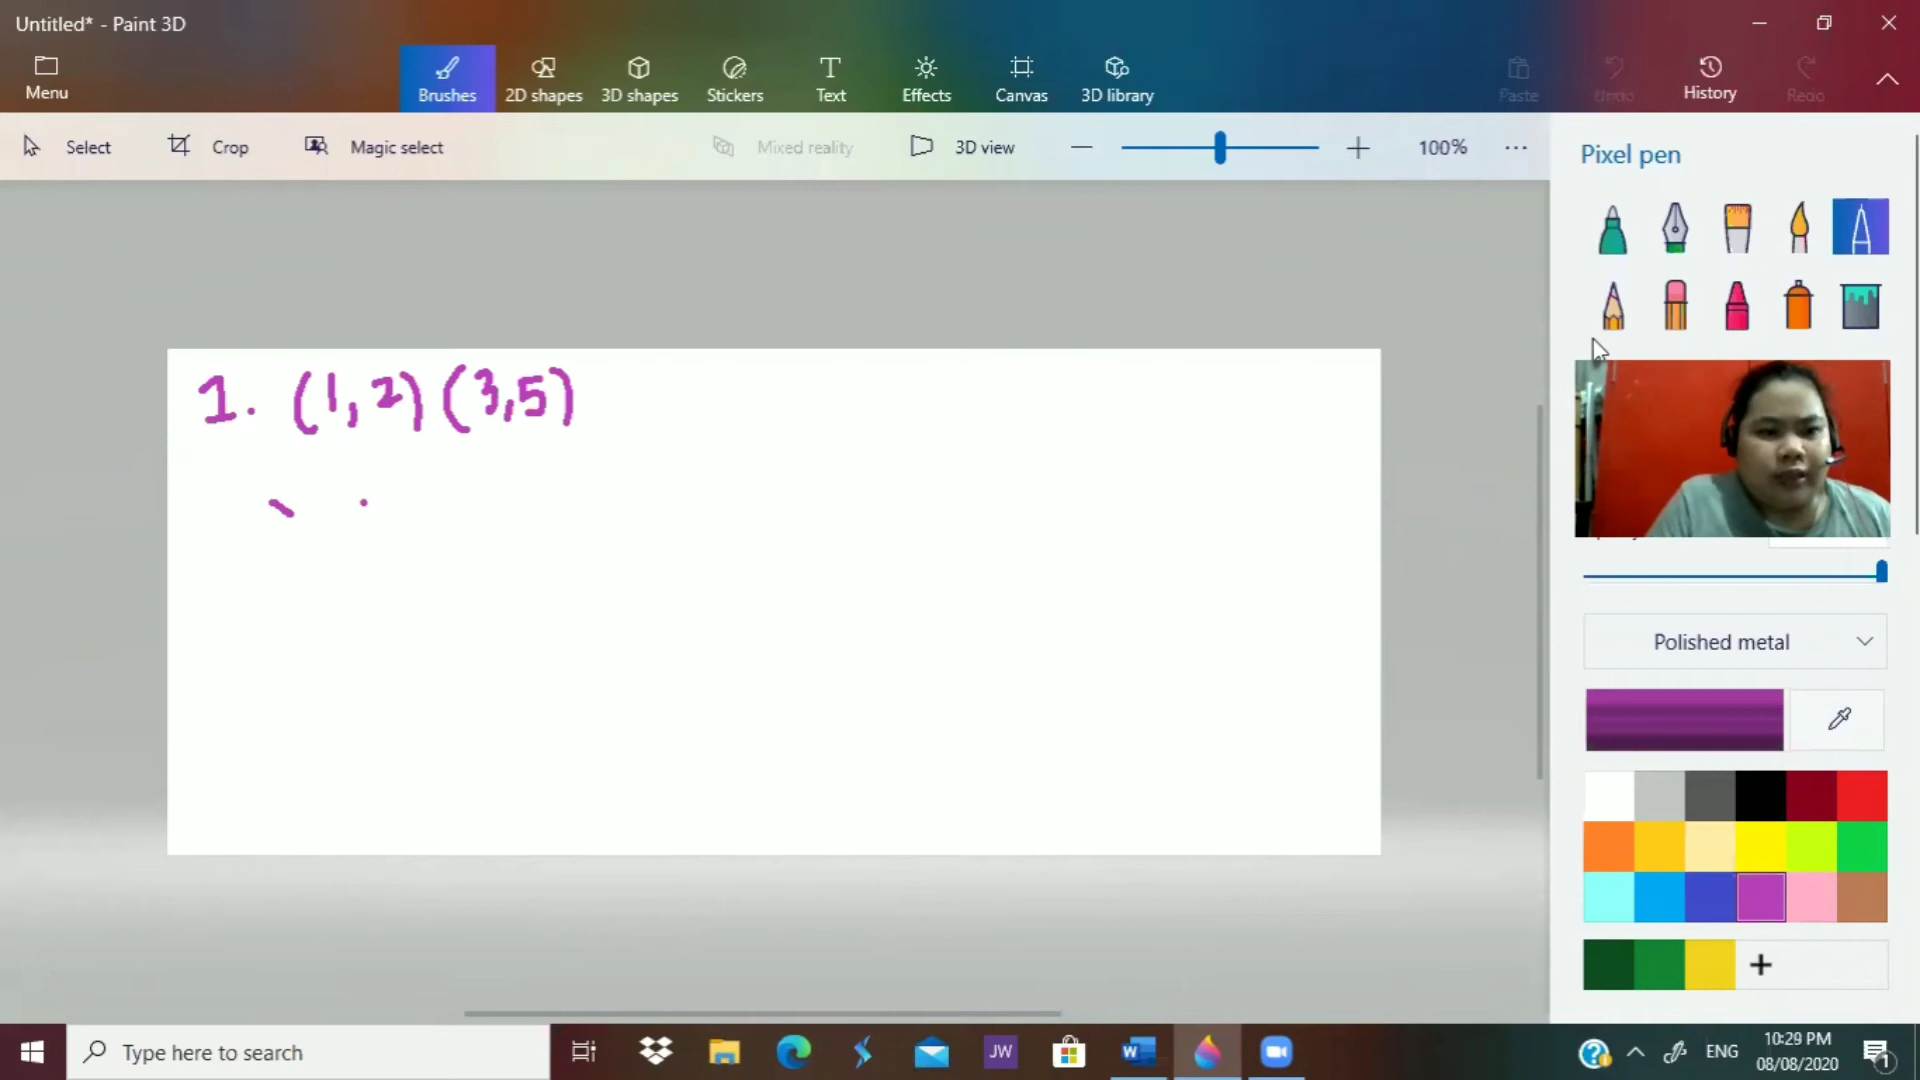 Untitled* - Paint 3D
Menu
Brushes
2D shapes
3D shapes
Stickers
Text
Effects
Canvas
3D library
Paste
Undo
History
Redo
Select
Crop
Magic select
Mixed reality
3D view
100%
Pixel pen
1. (1,2) (3,5)
Polished metal
Type here to search
JW
ENG
10:29 PM
08/08/2020
1